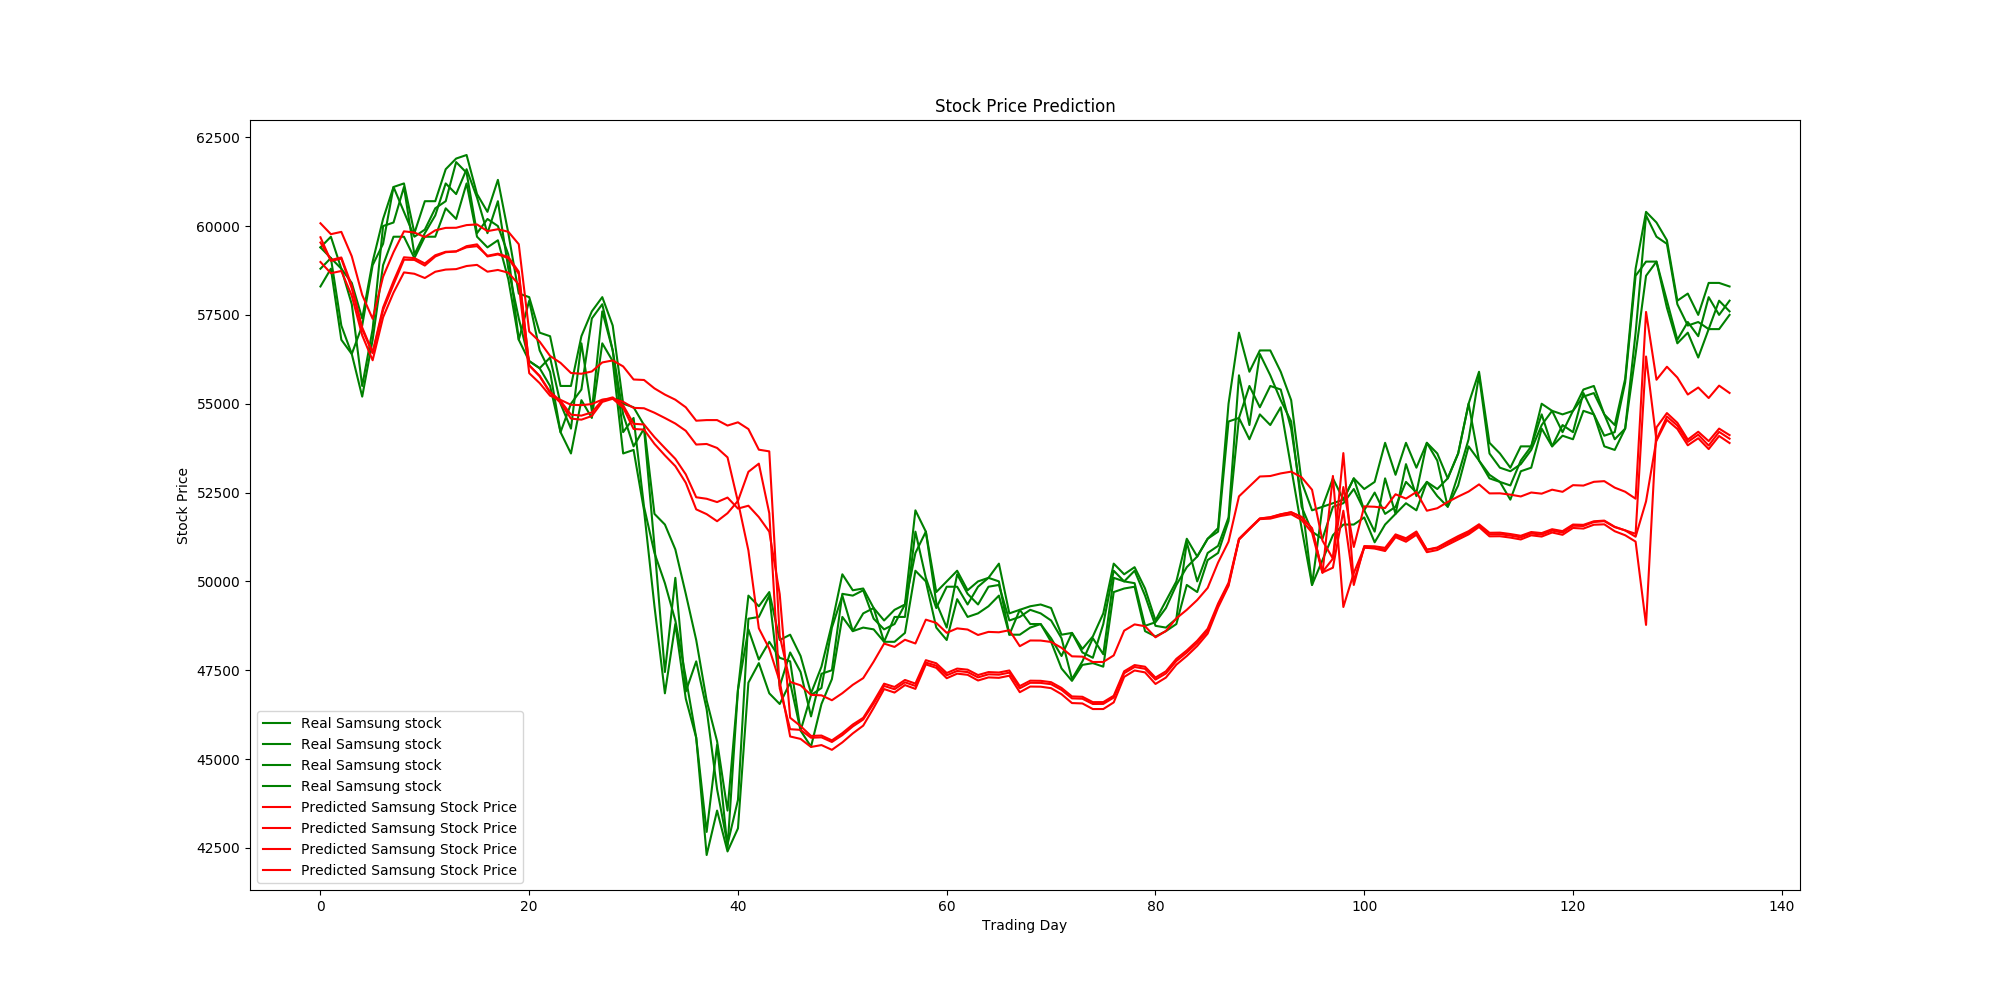 Stock Price Prediction
62500
60000
57500
55000
52500
50000
47500
45000
42500
Stock Price
Real Samsung stock
Real Samsung stock
Real Samsung stock
Real Samsung stock
Predicted Samsung Stock Price
Predicted Samsung Stock Price
Predicted Samsung Stock Price
Predicted Samsung Stock Price
0 20 40 60 80 100 120 140
Trading Day